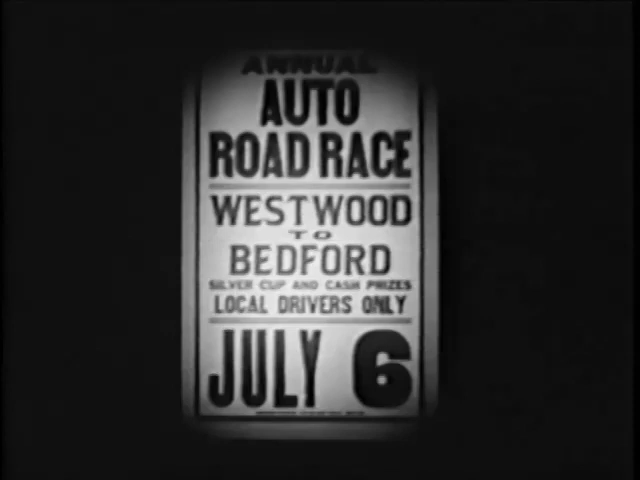 ANNUAL
AUTO
ROAD RACE
WESTWOOD
TO
BEDFORD
SILVER CUP AND CASH PRIZES
LOCAL DRIVERS ONLY
JULY 6